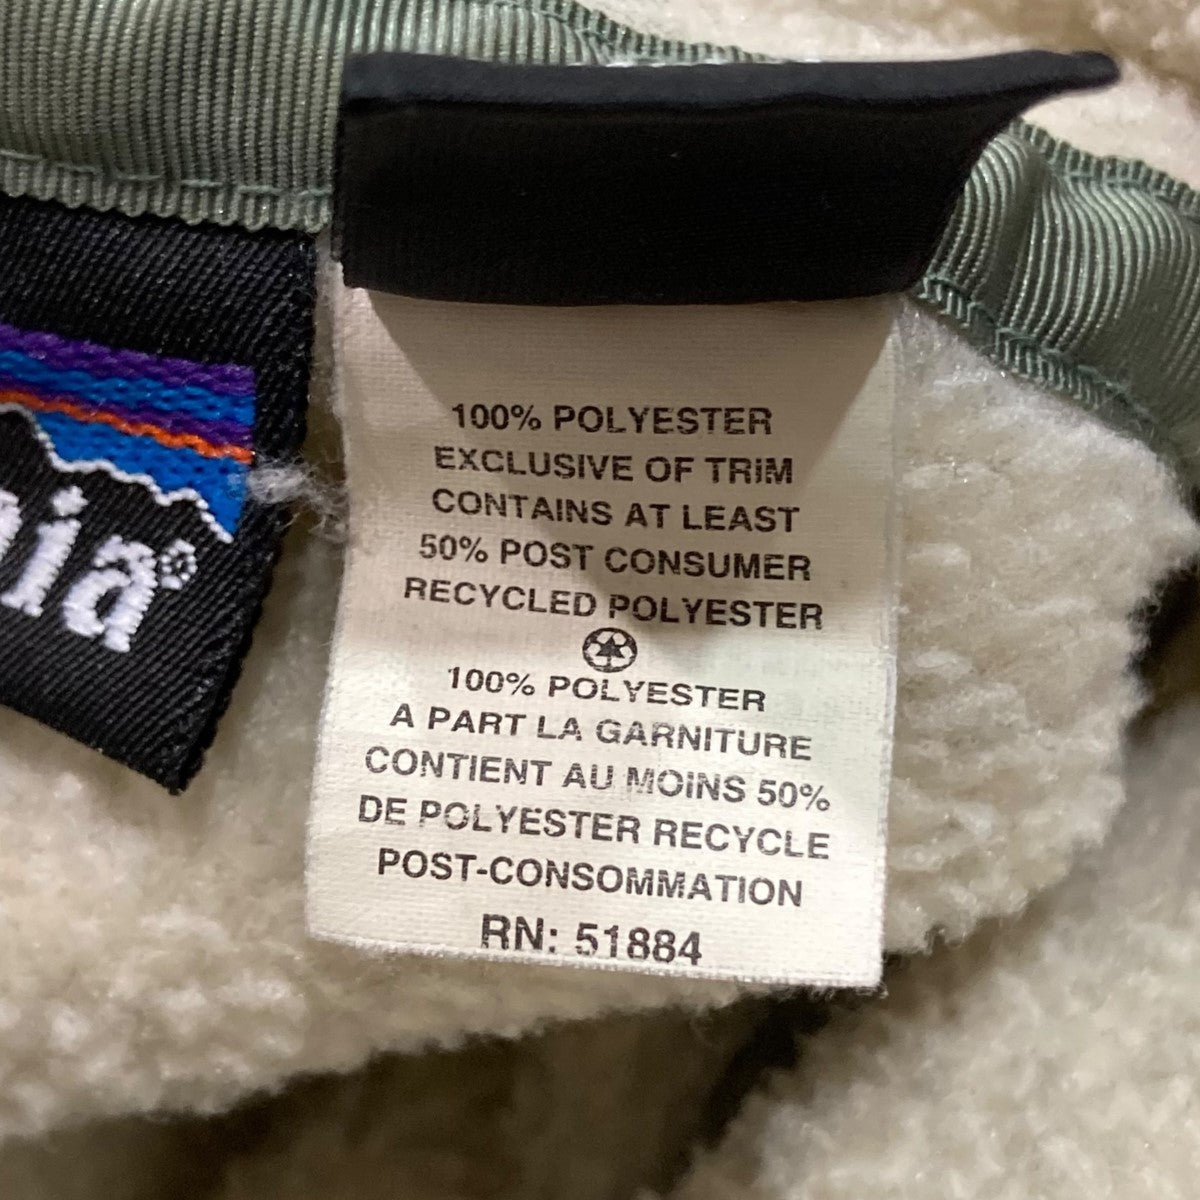 nia®
100% POLYESTER
EXCLUSIVE OF TRIM
CONTAINS AT LEAST
50% POST CONSUMER
RECYCLED POLYESTER
100% POLYESTER
A PART LA GARNITURE
CONTIENT AU MOINS 50%
DE POLYESTER RECYCLE
POST-CONSOMMATION
RN: 51884